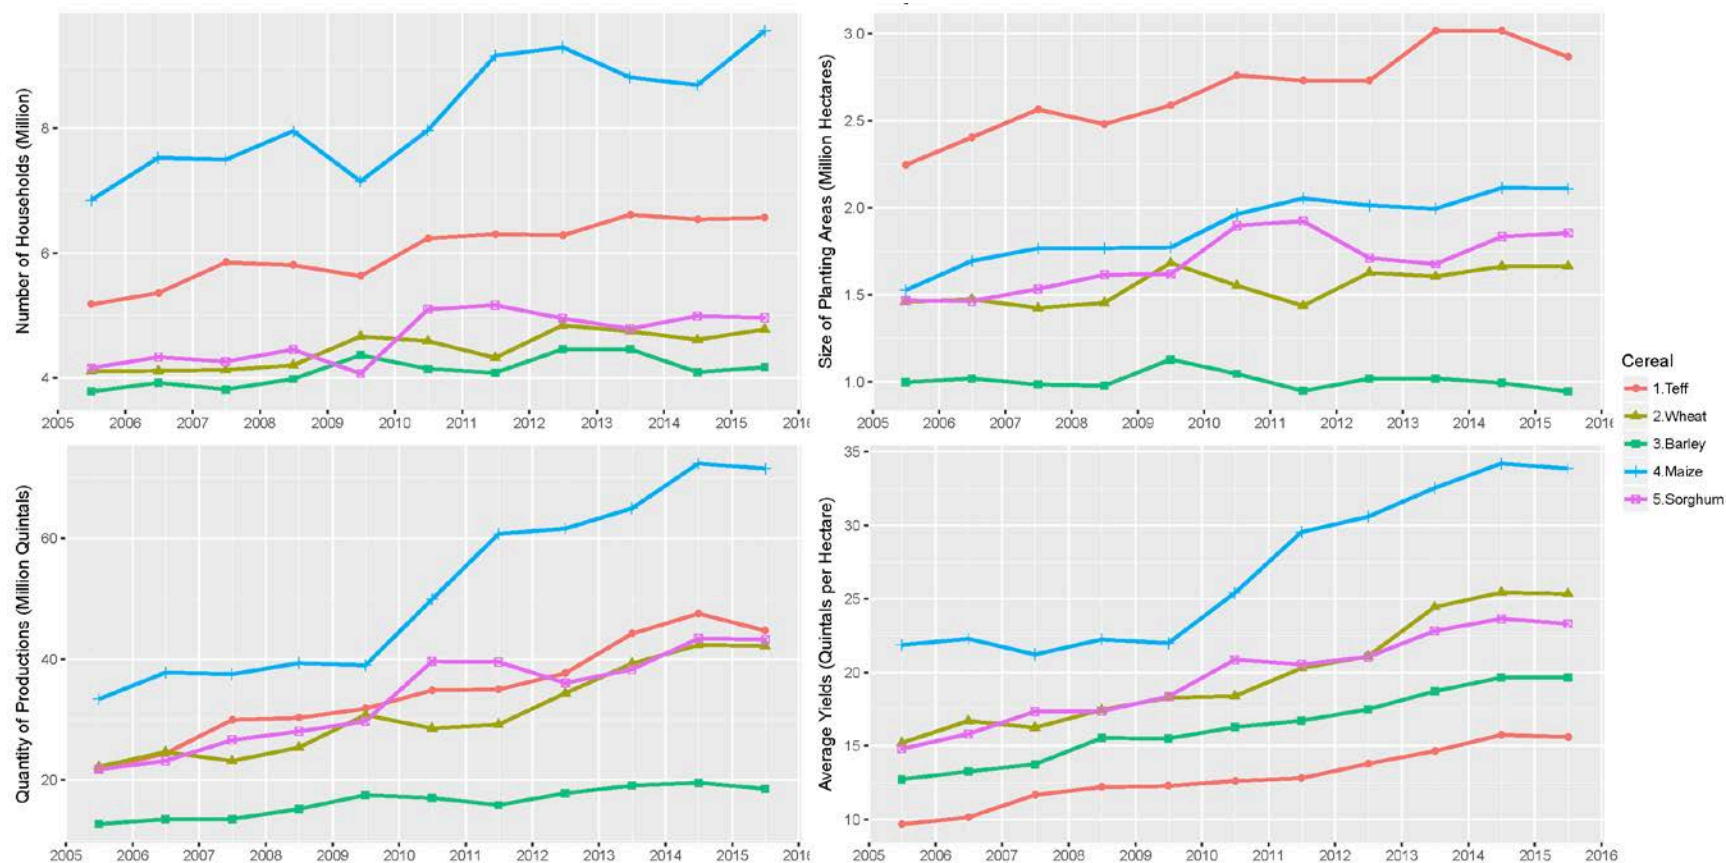 Number of Households (Million)
8
6
4
2005 2006 2007 2008 2009 2010 2011 2012 2013 2014 2015 201
Size of Planting Areas (Million Hectares)
3.0
2.5
2.0
1.5
1.0
2005 2006 2007 2008 2009 2010 2011 2012 2013 2014 2015 2016
Quantity of Productions (Million Quintals)
60
40
20
2005 2006 2007 2008 2009 2010 2011 2012 2013 2014 2015 201
Average Yields (Quintals per Hectare)
35
30
25
20
15
10
2005 2006 2007 2008 2009 2010 2011 2012 2013 2014 2015 2016
Cereal
1.Teff
2.Wheat
3.Barley
4.Maize
5.Sorghum